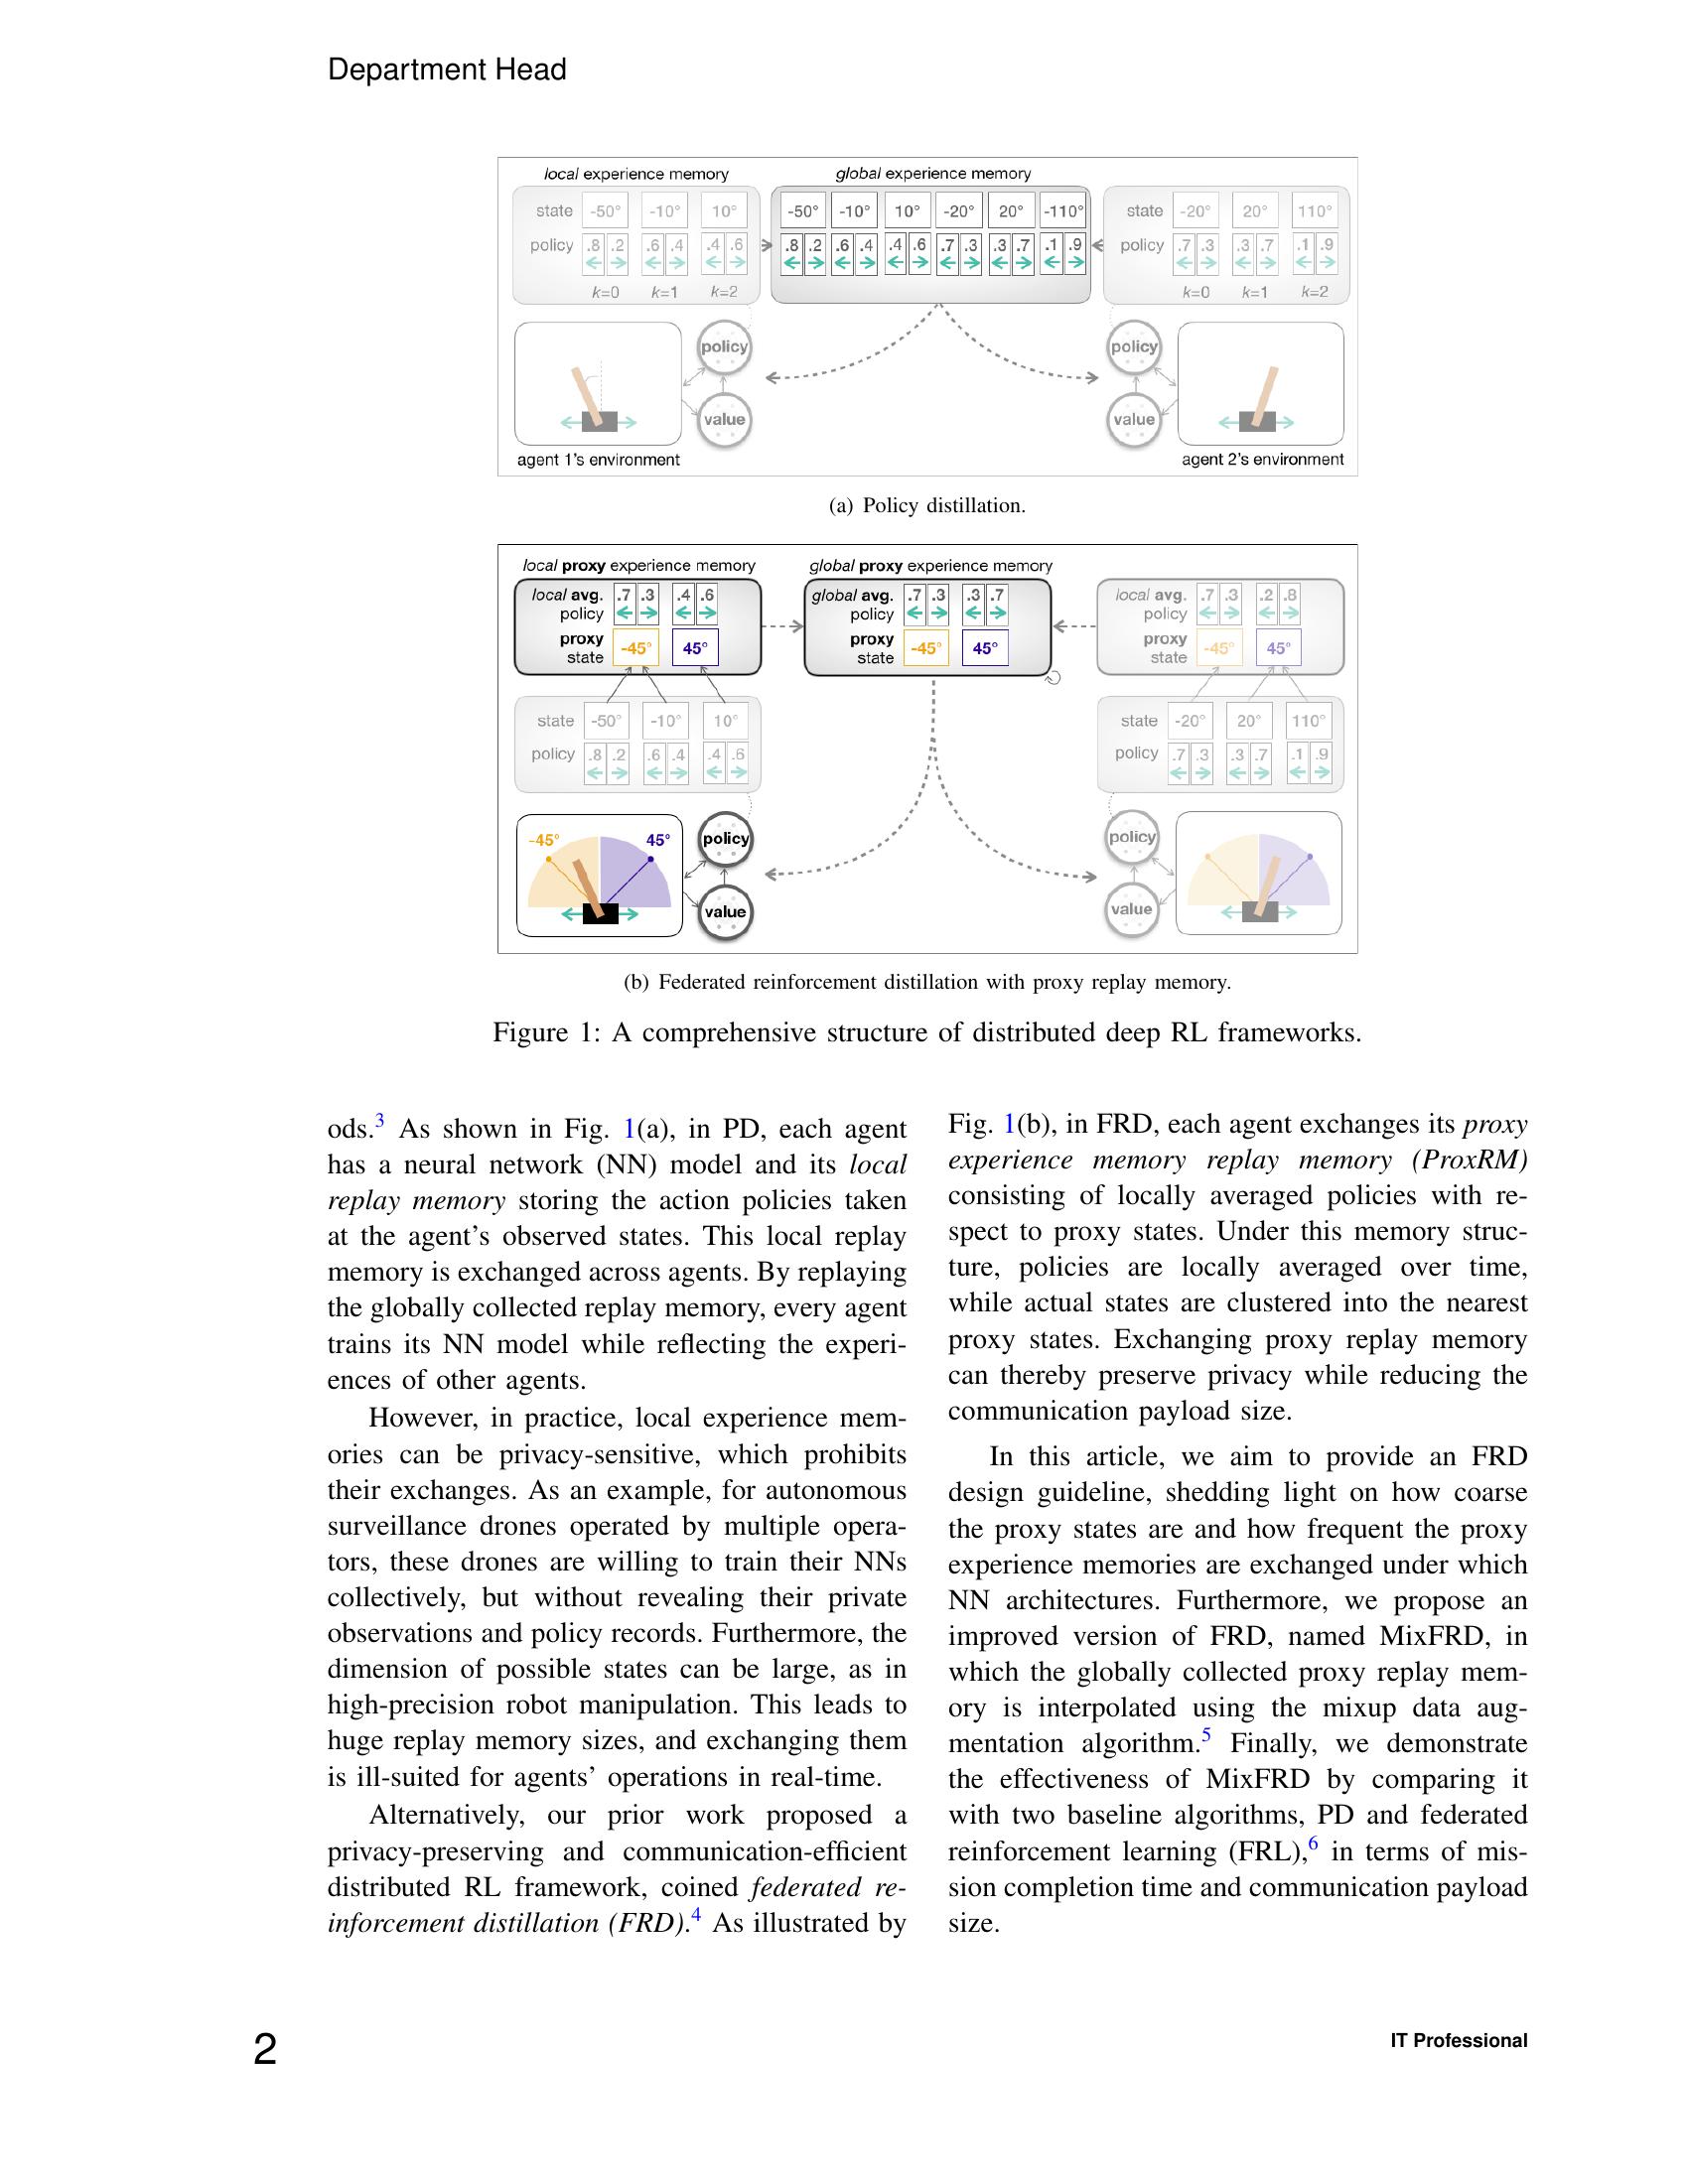 Department Head
local experience memory
global experience memory
state -50° -10° 10°
-50° -10° 10° -20° 20° -110°
state -20° 20° 110°
policy .8 .2 .6 .4 .4 .6
.8 .2 .6 .4 .4 .6 .7 .3 .3 .7 .1 .9
policy .7 .3 .3 .7 .1 .9
k=0 k=1 k=2
k=0 k=1 k=2
policy
policy
value
value
agent 1's environment
agent 2's environment
(a) Policy distillation.
local proxy experience memory
global proxy experience memory
local avg. .7 .3 .4 .6
policy
proxy
state -45° 45°
global avg. .7 .3 .3 .7
policy
proxy
state -45° 45°
local avg. .7 .3 .2 .8
policy
proxy
state -45° 45°
state -50° -10° 10°
policy .8 .2 .6 .4 .4 .6
state -20° 20° 110°
policy .7 .3 .3 .7 .1 .9
-45° 45°
policy
value
policy
value
(b) Federated reinforcement distillation with proxy replay memory.
Figure 1: A comprehensive structure of distributed deep RL frameworks.
ods.3 As shown in Fig. 1(a), in PD, each agent
has a neural network (NN) model and its local
replay memory storing the action policies taken
at the agent's observed states. This local replay
memory is exchanged across agents. By replaying
the globally collected replay memory, every agent
trains its NN model while reflecting the experi-
ences of other agents.
However, in practice, local experience mem-
ories can be privacy-sensitive, which prohibits
their exchanges. As an example, for autonomous
surveillance drones operated by multiple opera-
tors, these drones are willing to train their NNs
collectively, but without revealing their private
observations and policy records. Furthermore, the
dimension of possible states can be large, as in
high-precision robot manipulation. This leads to
huge replay memory sizes, and exchanging them
is ill-suited for agents' operations in real-time.
Alternatively, our prior work proposed a
privacy-preserving and communication-efficient
distributed RL framework, coined federated re-
inforcement distillation (FRD).4 As illustrated by
Fig. 1(b), in FRD, each agent exchanges its proxy
experience memory replay memory (ProxRM)
consisting of locally averaged policies with re-
spect to proxy states. Under this memory struc-
ture, policies are locally averaged over time,
while actual states are clustered into the nearest
proxy states. Exchanging proxy replay memory
can thereby preserve privacy while reducing the
communication payload size.
In this article, we aim to provide an FRD
design guideline, shedding light on how coarse
the proxy states are and how frequent the proxy
experience memories are exchanged under which
NN architectures. Furthermore, we propose an
improved version of FRD, named MixFRD, in
which the globally collected proxy replay mem-
ory is interpolated using the mixup data aug-
mentation algorithm.5 Finally, we demonstrate
the effectiveness of MixFRD by comparing it
with two baseline algorithms, PD and federated
reinforcement learning (FRL),6 in terms of mis-
sion completion time and communication payload
size.
2
IT Professional